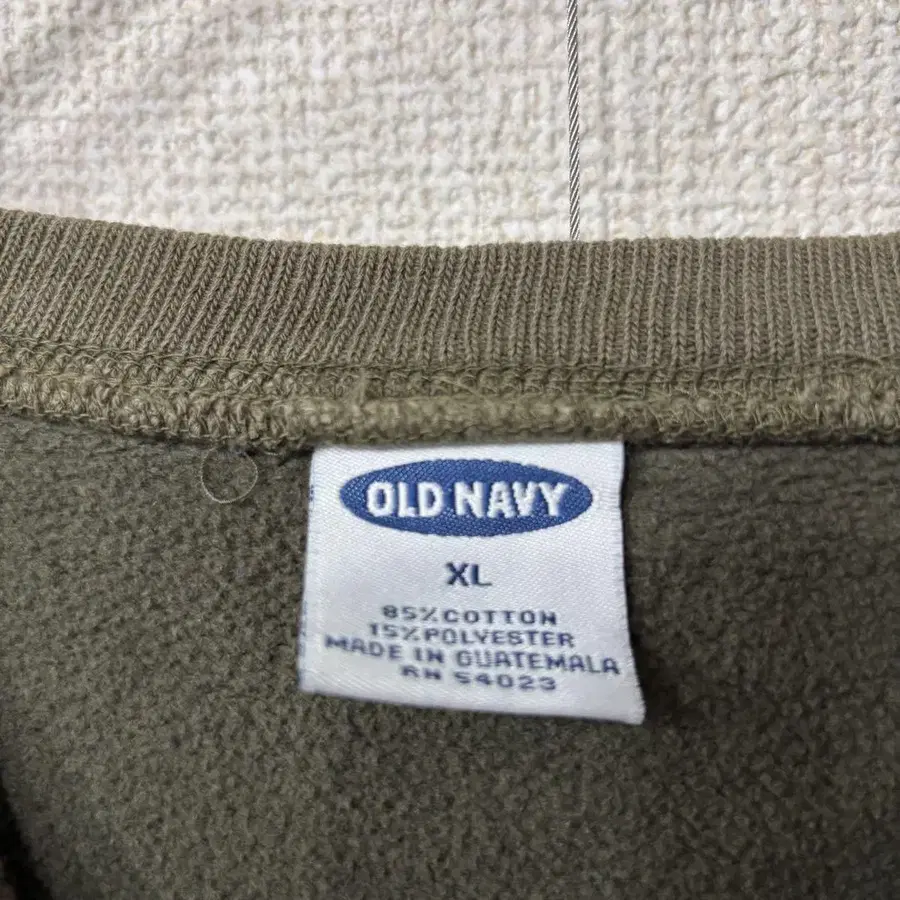 OLD NAVY
XL
85% COTTON
15% POLYESTER
MADE IN GUATEMALA
RN 54023